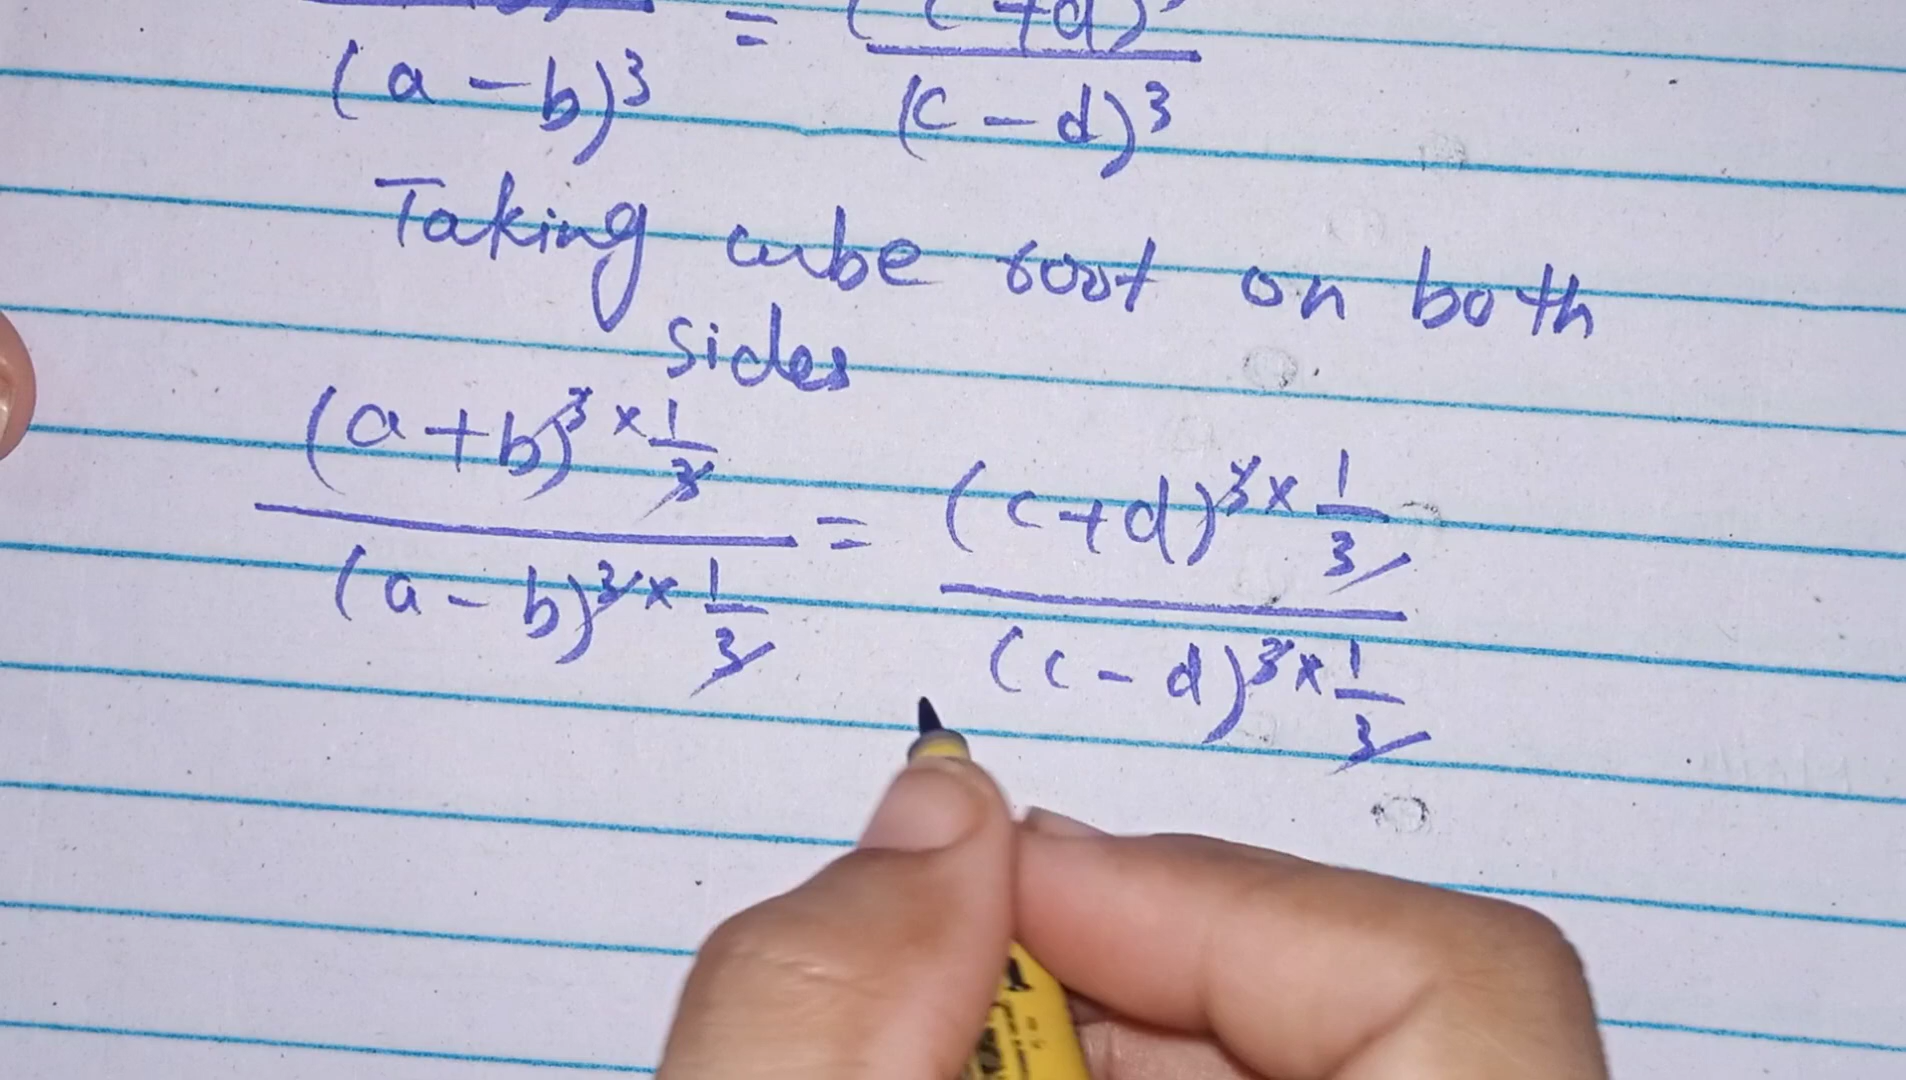 = (c+d)
(a - b)³ (c - d)³
Taking cube root on both
sides
(a+b)³ × 1/3 = (c+d)³ × 1/3
(a - b)³ × 1/3 (c - d)³ × 1/3